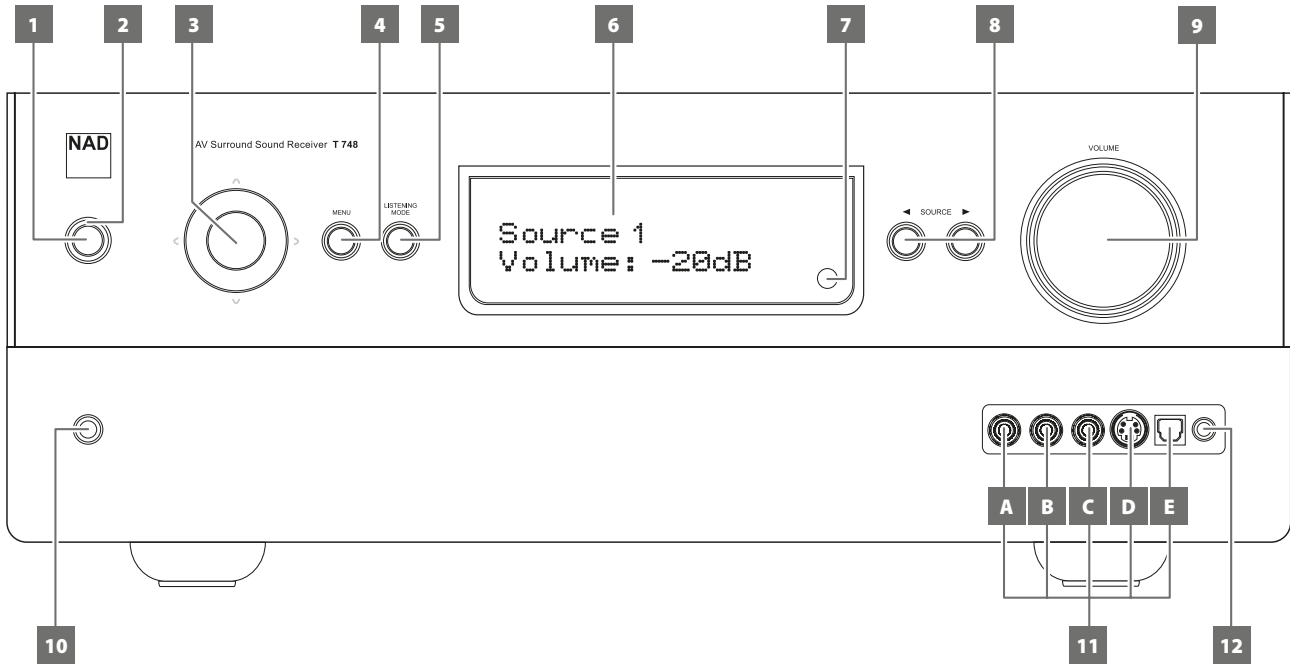 1 2 3 4 5 6 7 8 9
NAD
AV Surround Sound Receiver T 748
VOLUME
MENU
LISTENING
MODE
◄ SOURCE ►
Source 1
Volume: -20dB
A B C D E
10 11 12